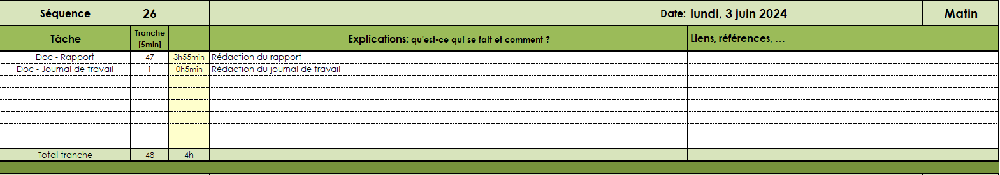 Séquence 26 Date: lundi, 3 juin 2024 Matin
Tâche Tranche [5min] Explications: qu'est-ce qui se fait et comment ? Liens, références, ...
Doc - Rapport 47 3h55min Rédaction du rapport
Doc - Journal de travail 1 0h5min Rédaction du journal de travail
Total tranche 48 4h